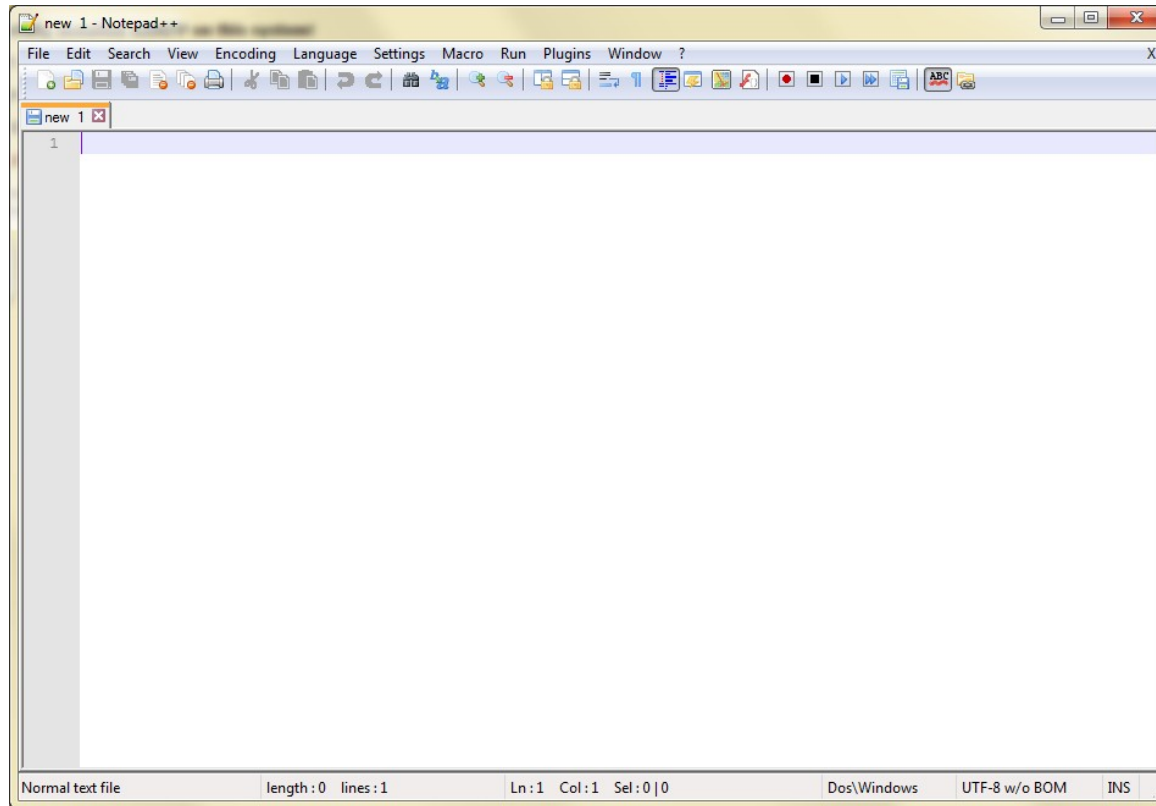 new 1 - Notepad++
File Edit Search View Encoding Language Settings Macro Run Plugins Window ? X
ABC
new 1
1
Normal text file length : 0 lines : 1 Ln : 1 Col : 1 Sel : 0 | 0 Dos\Windows UTF-8 w/o BOM INS